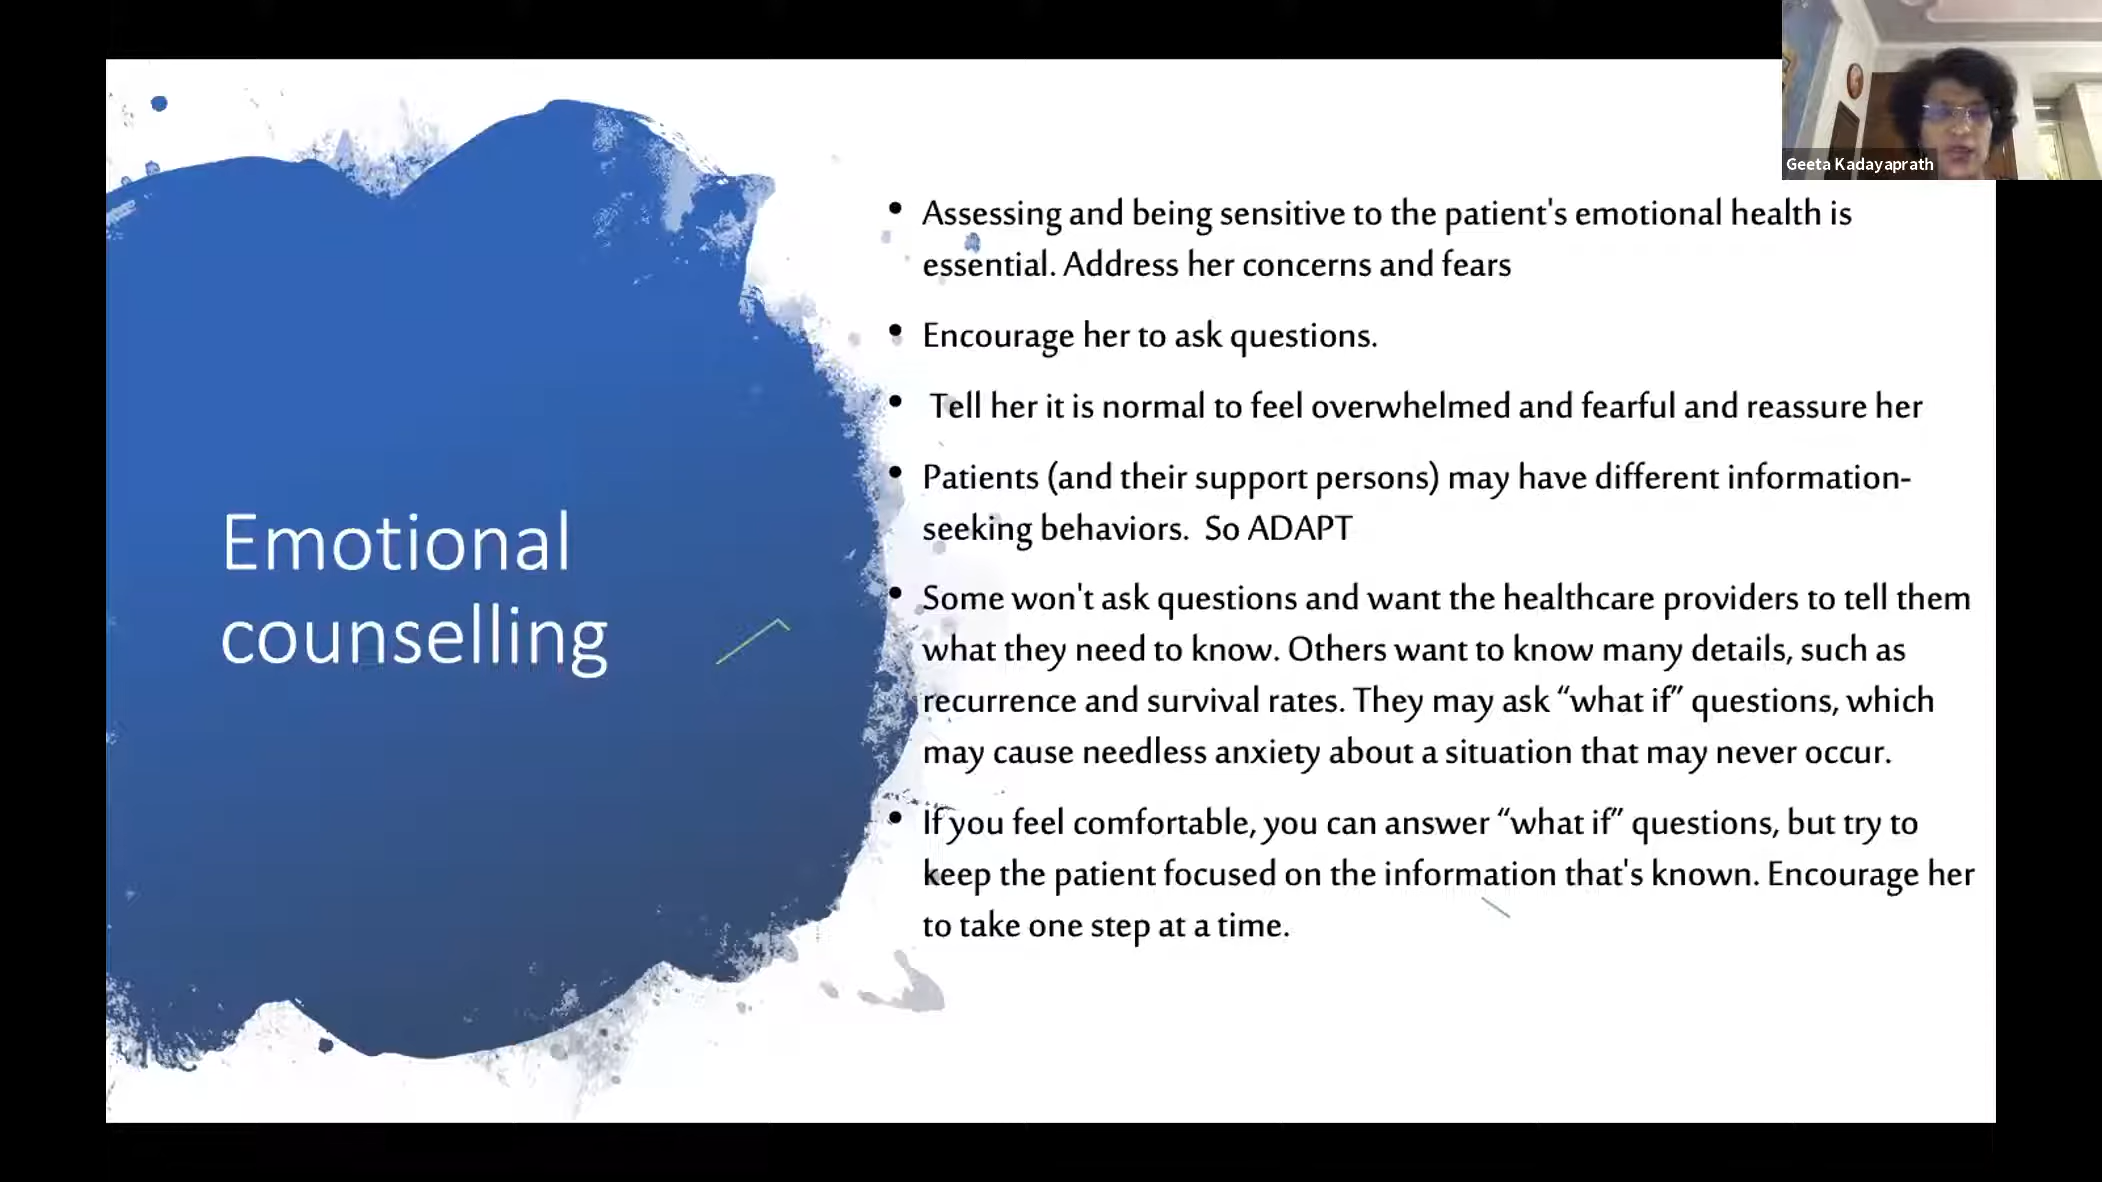 Geeta Kadayaprath
Emotional
counselling
• Assessing and being sensitive to the patient's emotional health is
essential. Address her concerns and fears
• Encourage her to ask questions.
• Tell her it is normal to feel overwhelmed and fearful and reassure her
• Patients (and their support persons) may have different information-
seeking behaviors.  So ADAPT
• Some won't ask questions and want the healthcare providers to tell them
what they need to know. Others want to know many details, such as
recurrence and survival rates. They may ask “what if” questions, which
may cause needless anxiety about a situation that may never occur.
• If you feel comfortable, you can answer “what if” questions, but try to
keep the patient focused on the information that's known. Encourage her
to take one step at a time.